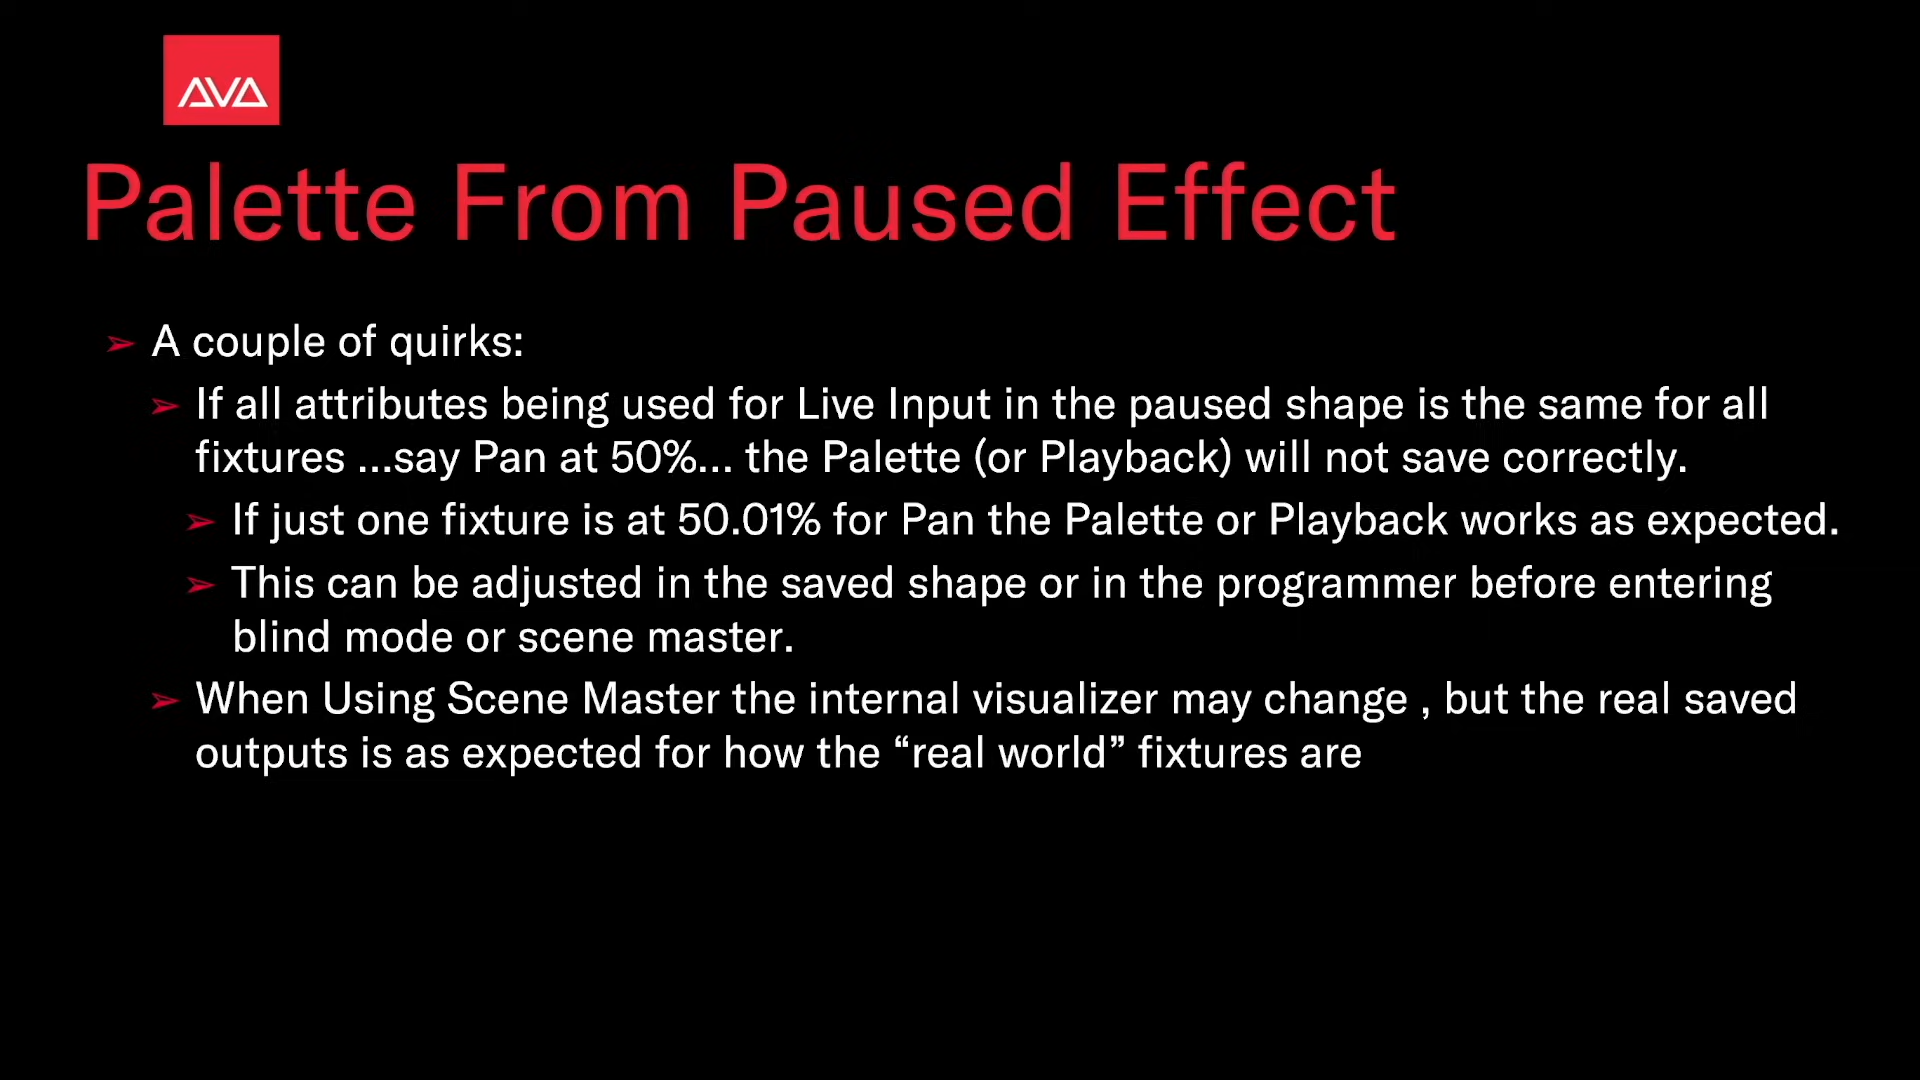 AVA
Palette From Paused Effect
➢ A couple of quirks:
➢ If all attributes being used for Live Input in the paused shape is the same for all
fixtures ...say Pan at 50%... the Palette (or Playback) will not save correctly.
➢ If just one fixture is at 50.01% for Pan the Palette or Playback works as expected.
➢ This can be adjusted in the saved shape or in the programmer before entering
blind mode or scene master.
➢ When Using Scene Master the internal visualizer may change , but the real saved
outputs is as expected for how the “real world” fixtures are